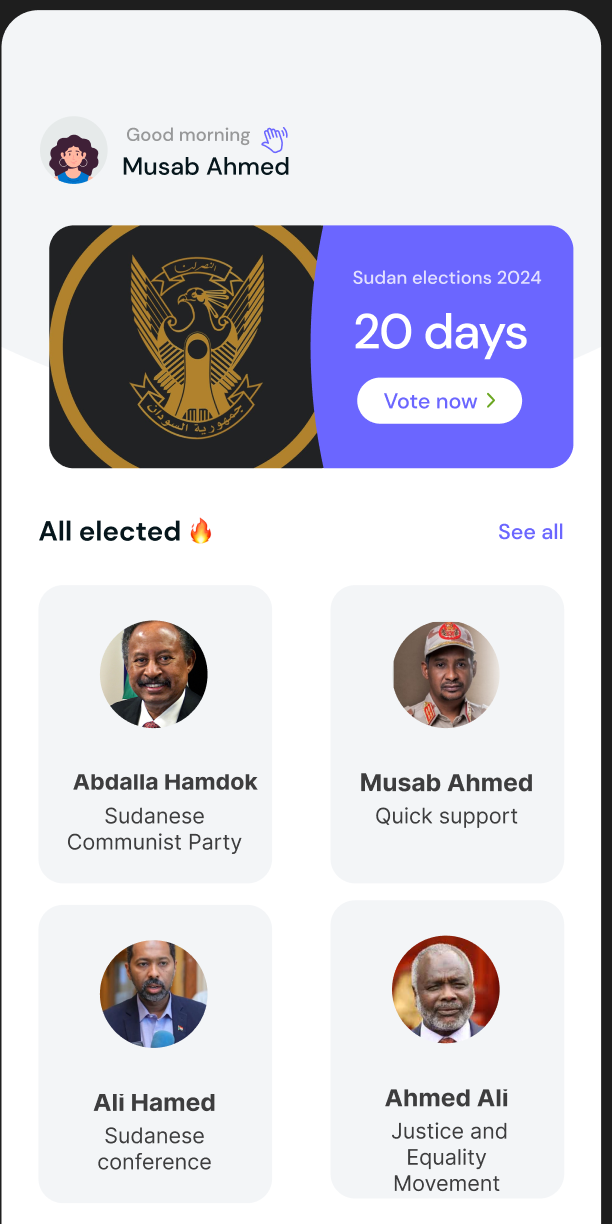 Good morning
Musab Ahmed
Sudan elections 2024
20 days
Vote now
النصر لنا
جمهورية السودان
All elected 🔥
See all
Abdalla Hamdok
Sudanese
Communist Party
Musab Ahmed
Quick support
Ali Hamed
Sudanese
conference
Ahmed Ali
Justice and
Equality
Movement